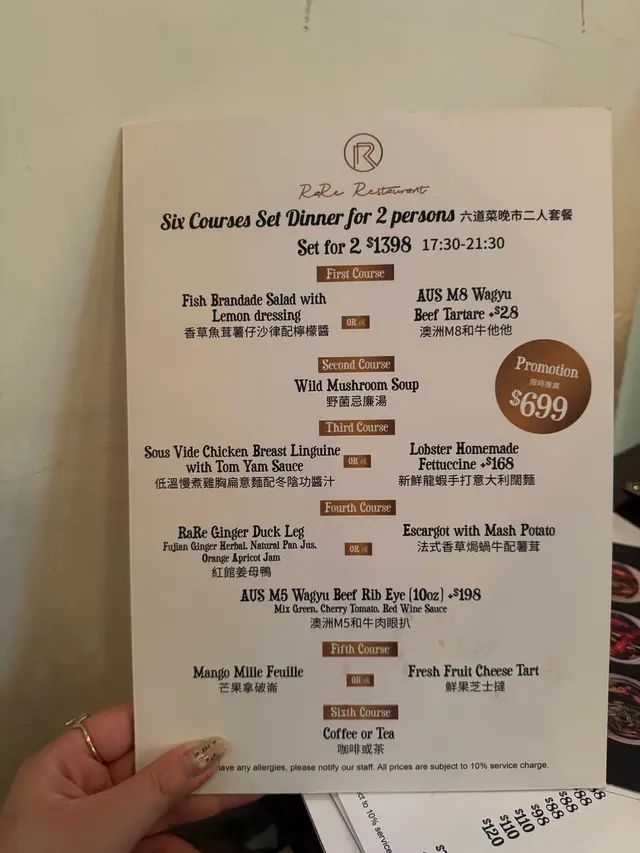 R
RaRe Restaurant
Six Courses Set Dinner for 2 persons 六道菜晚市二人套餐
Set for 2 $1398 17:30-21:30
First Course
Fish Brandade Salad with
Lemon dressing
香草魚茸薯仔沙律配檸檬醬
OR 或
AUS M8 Wagyu
Beef Tartare +$28
澳洲M8和牛他他
Second Course
Wild Mushroom Soup
野菌忌廉湯
Promotion
限時推廣
$699
Third Course
Sous Vide Chicken Breast Linguine
with Tom Yam Sauce
低溫慢煮雞胸扁意麵配冬陰功醬汁
OR 或
Lobster Homemade
Fettuccine +$168
新鮮龍蝦手打意大利闊麵
Fourth Course
RaRe Ginger Duck Leg
Fujian Ginger Herbal, Natural Pan Jus,
Orange Apricot Jam
紅館姜母鴨
OR 或
Escargot with Mash Potato
法式香草焗蝸牛配薯茸
AUS M5 Wagyu Beef Rib Eye (10oz) +$198
Mix Green, Cherry Tomato, Red Wine Sauce
澳洲M5和牛肉眼扒
Fifth Course
Mango Mille Feuille
芒果拿破崙
OR 或
Fresh Fruit Cheese Tart
鮮果芝士撻
Sixth Course
Coffee or Tea
咖啡或茶
have any allergies, please notify our staff. All prices are subject to 10% service charge.
ct to 10% service
$120
$110
$110
$98
$88
$88